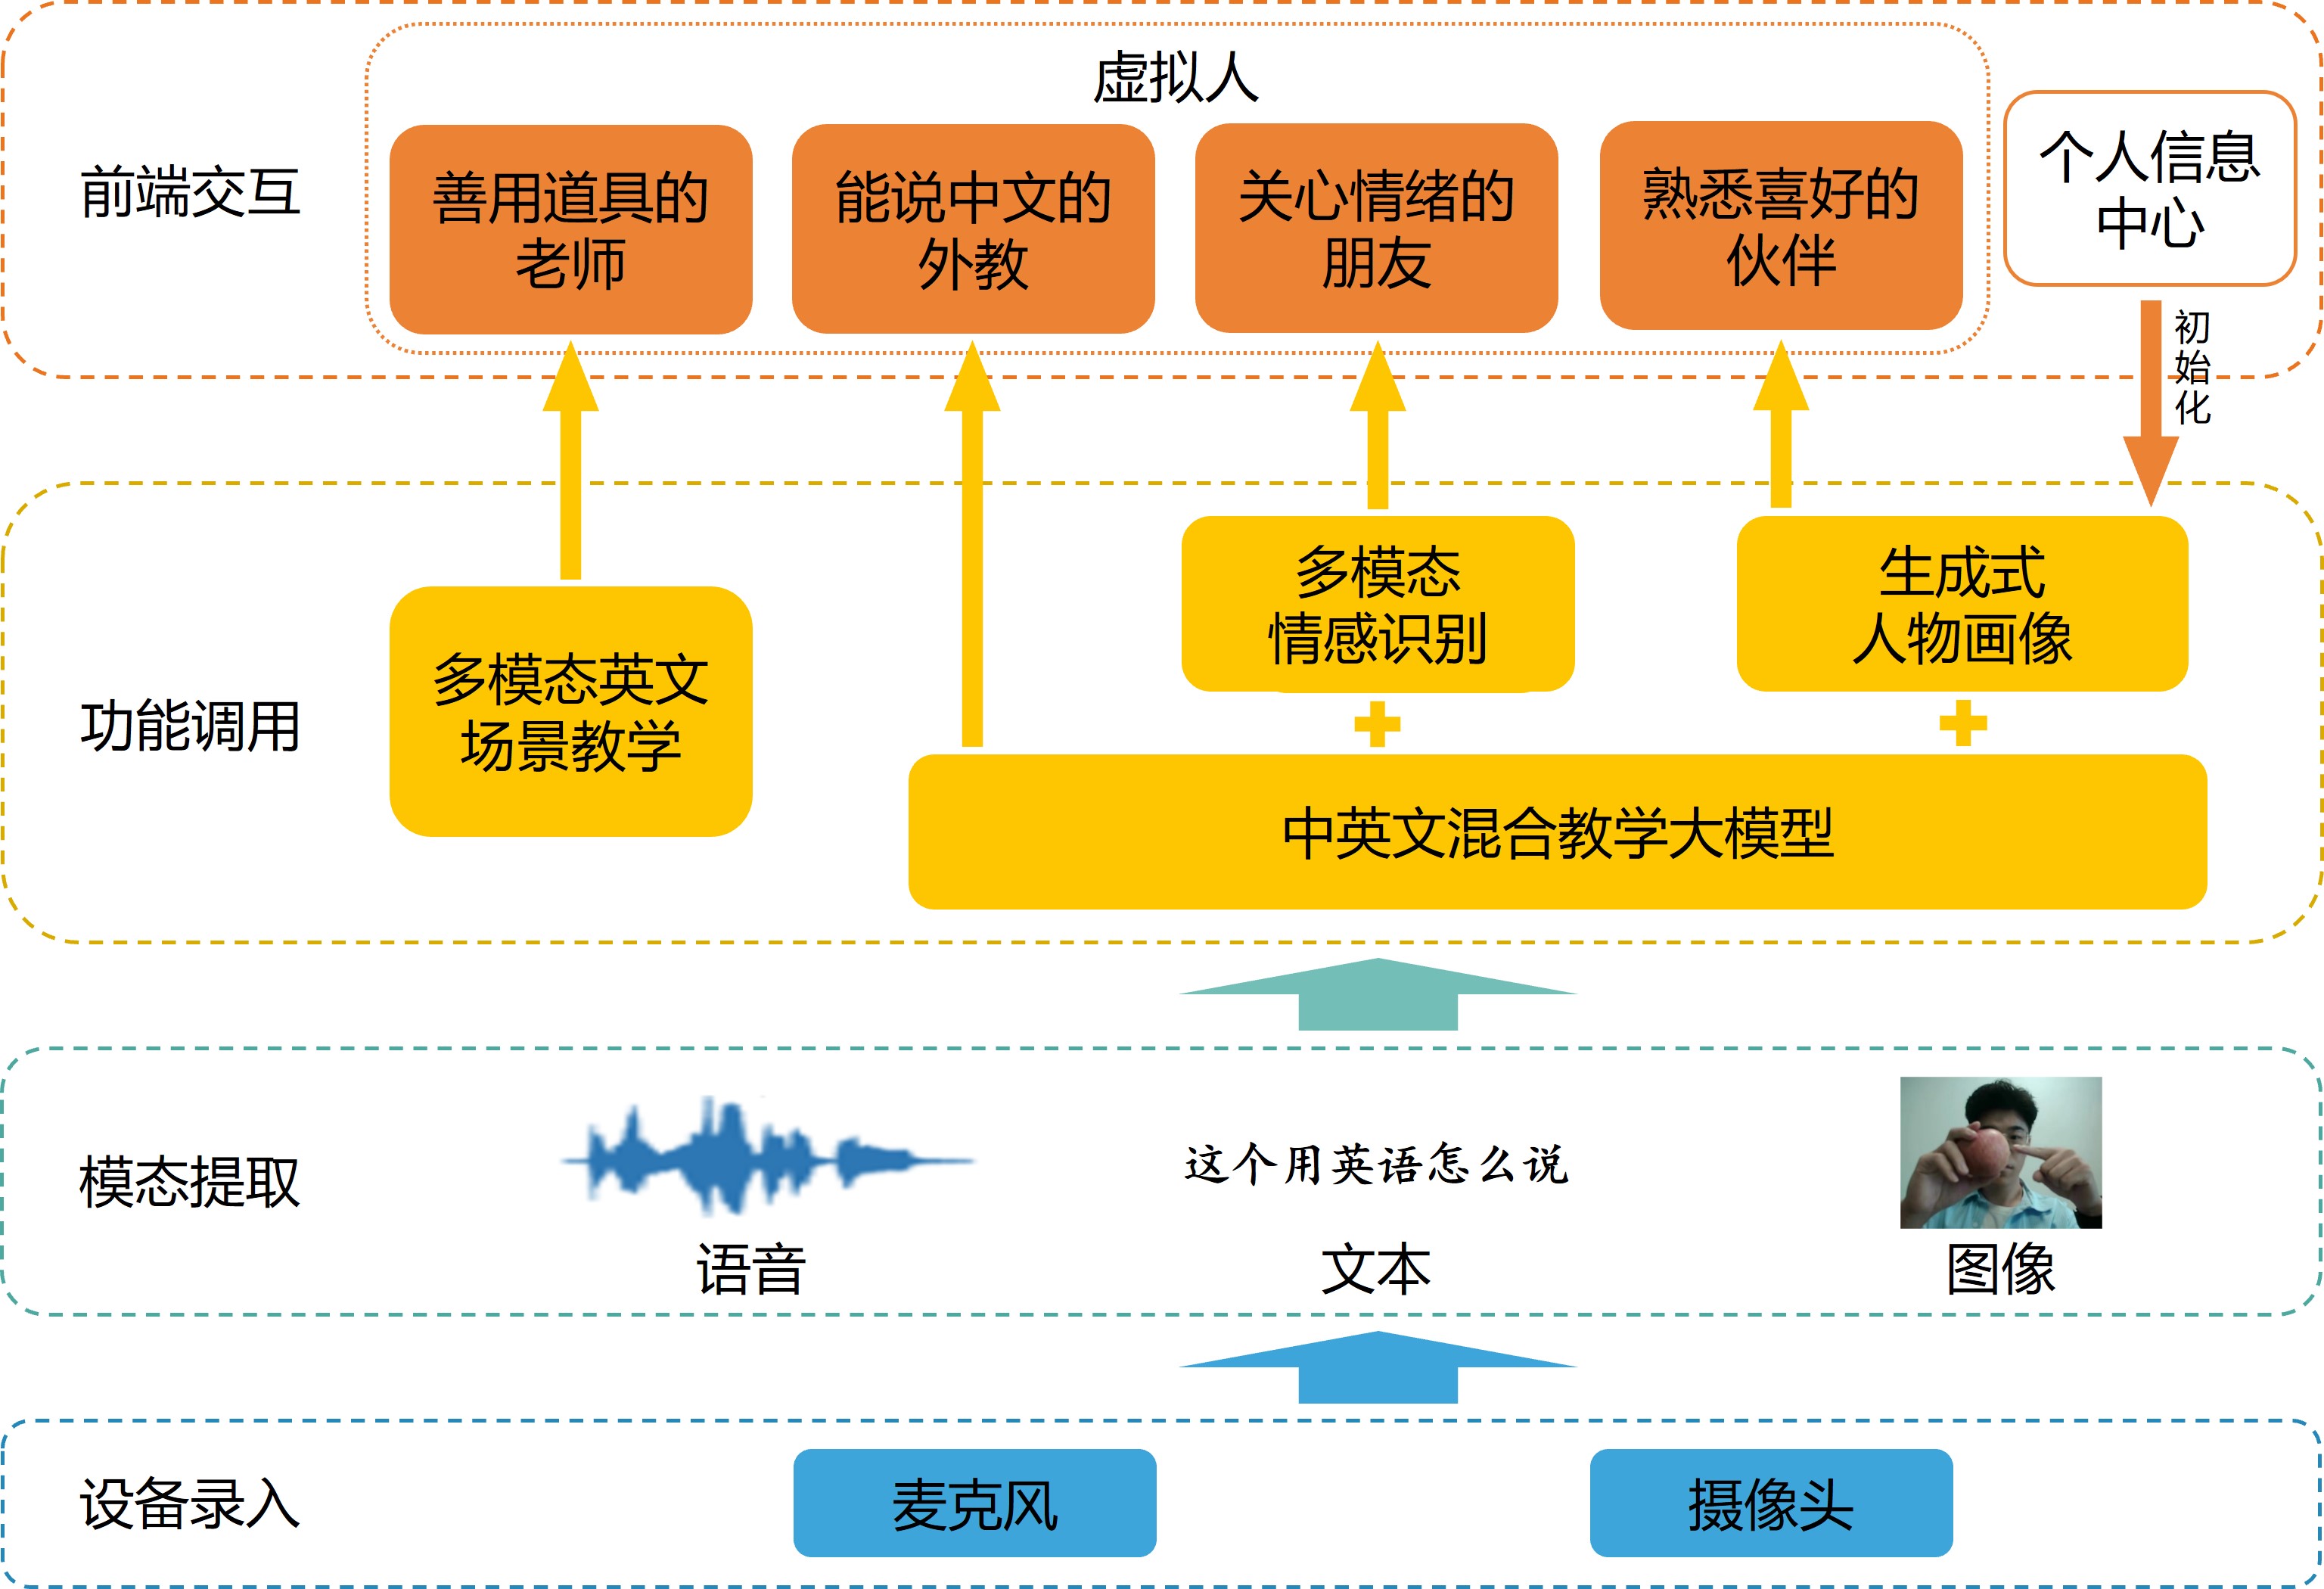 虚拟人
前端交互
善用道具的
老师
能说中文的
外教
关心情绪的
朋友
熟悉喜好的
伙伴
个人信息
中心
初
始
化
功能调用
多模态英文
场景教学
多模态
情感识别
生成式
人物画像
中英文混合教学大模型
模态提取
语音
这个用英语怎么说
文本
图像
设备录入
麦克风
摄像头